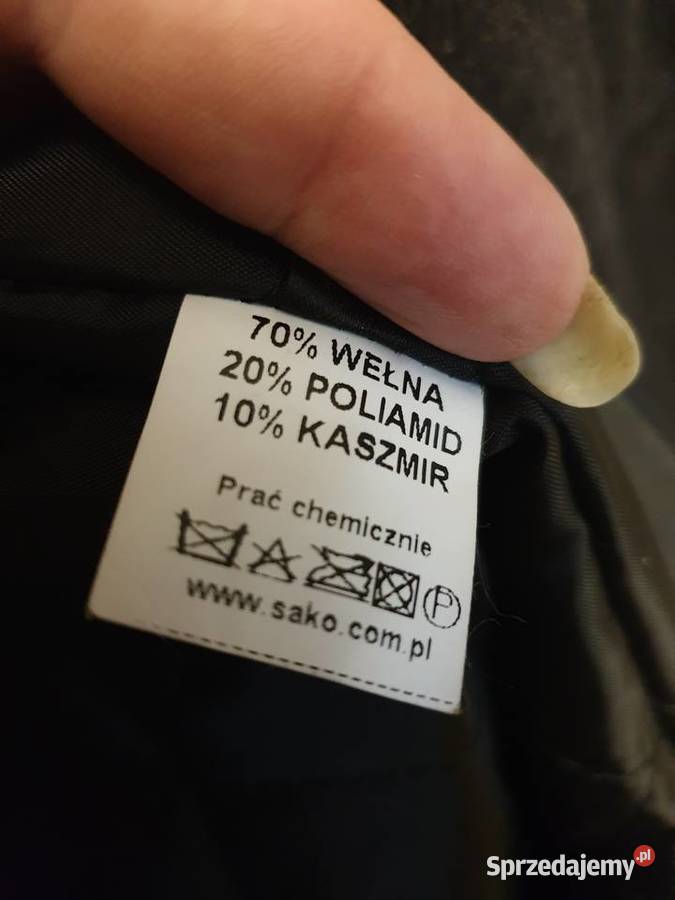 70% WEŁNA
20% POLIAMID
10% KASZMIR
Prać chemicznie
P
www.sako.com.pl
Sprzedajemy.pl